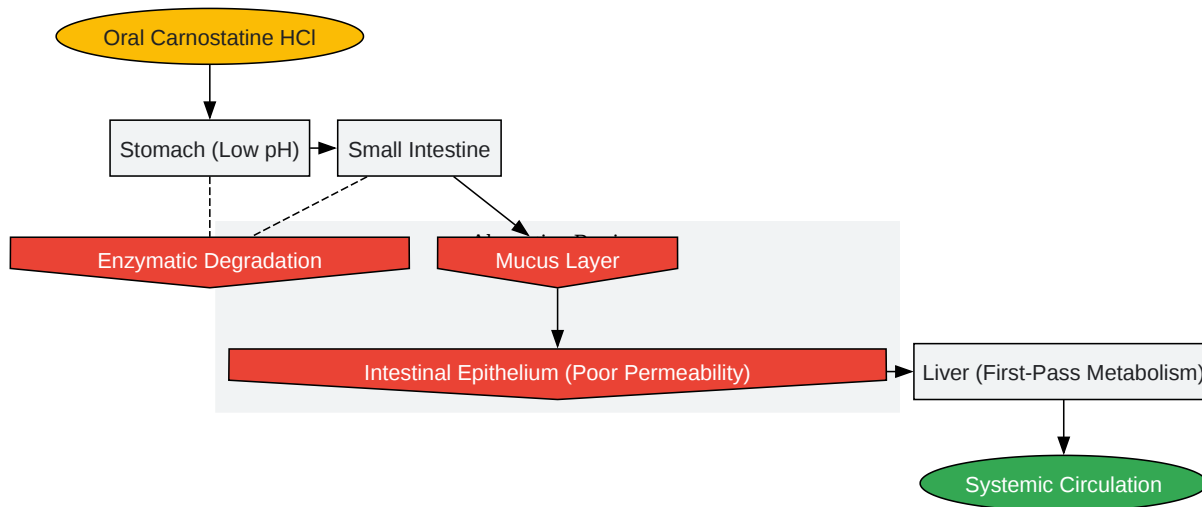 Oral Carnostatine HCl
Stomach (Low pH)
Small Intestine
Enzymatic Degradation
Mucus Layer
Intestinal Epithelium (Poor Permeability)
Liver (First-Pass Metabolism)
Systemic Circulation